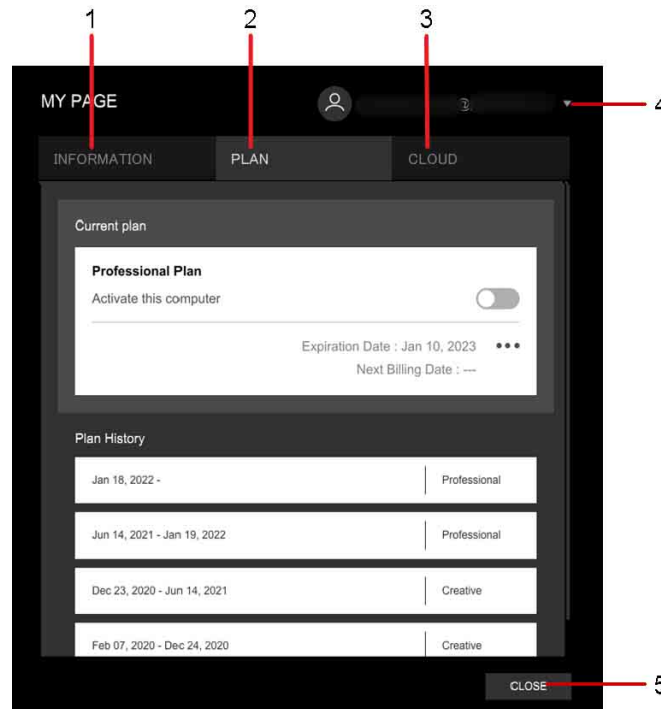 1 2 3
MY PAGE
@
4
INFORMATION PLAN CLOUD
Current plan
Professional Plan
Activate this computer
Expiration Date : Jan 10, 2023 •••
Next Billing Date : ---
Plan History
Jan 18, 2022 - Professional
Jun 14, 2021 - Jan 19, 2022 Professional
Dec 23, 2020 - Jun 14, 2021 Creative
Feb 07, 2020 - Dec 24, 2020 Creative
CLOSE 5